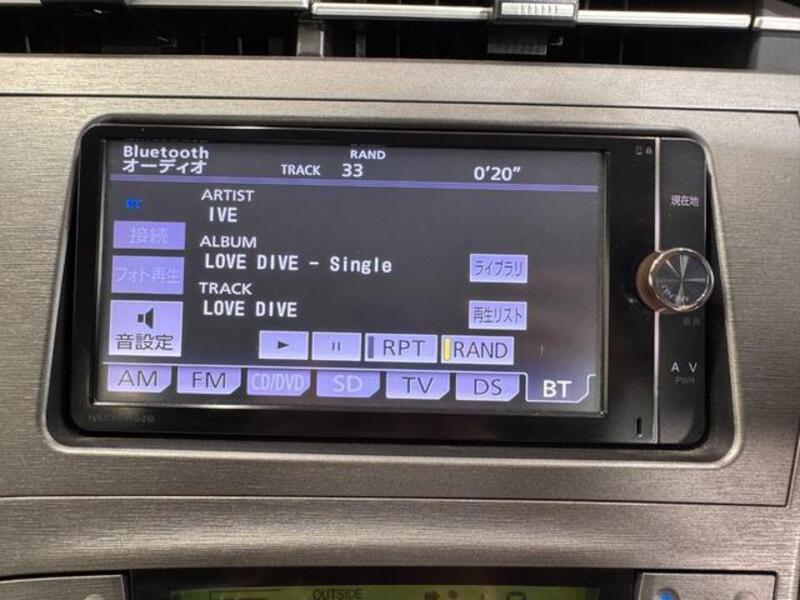 Bluetooth
オーディオ
RAND
TRACK 33 0'20"
現在地
ARTIST
IVE
接続
ALBUM
LOVE DIVE - Single
ライブラリ
フォト再生
TRACK
LOVE DIVE
再生リスト
音設定
RPT
RAND
AM
FM
CD/DVD
SD
TV
DS
BT
AV
PWR
OUTSIDE